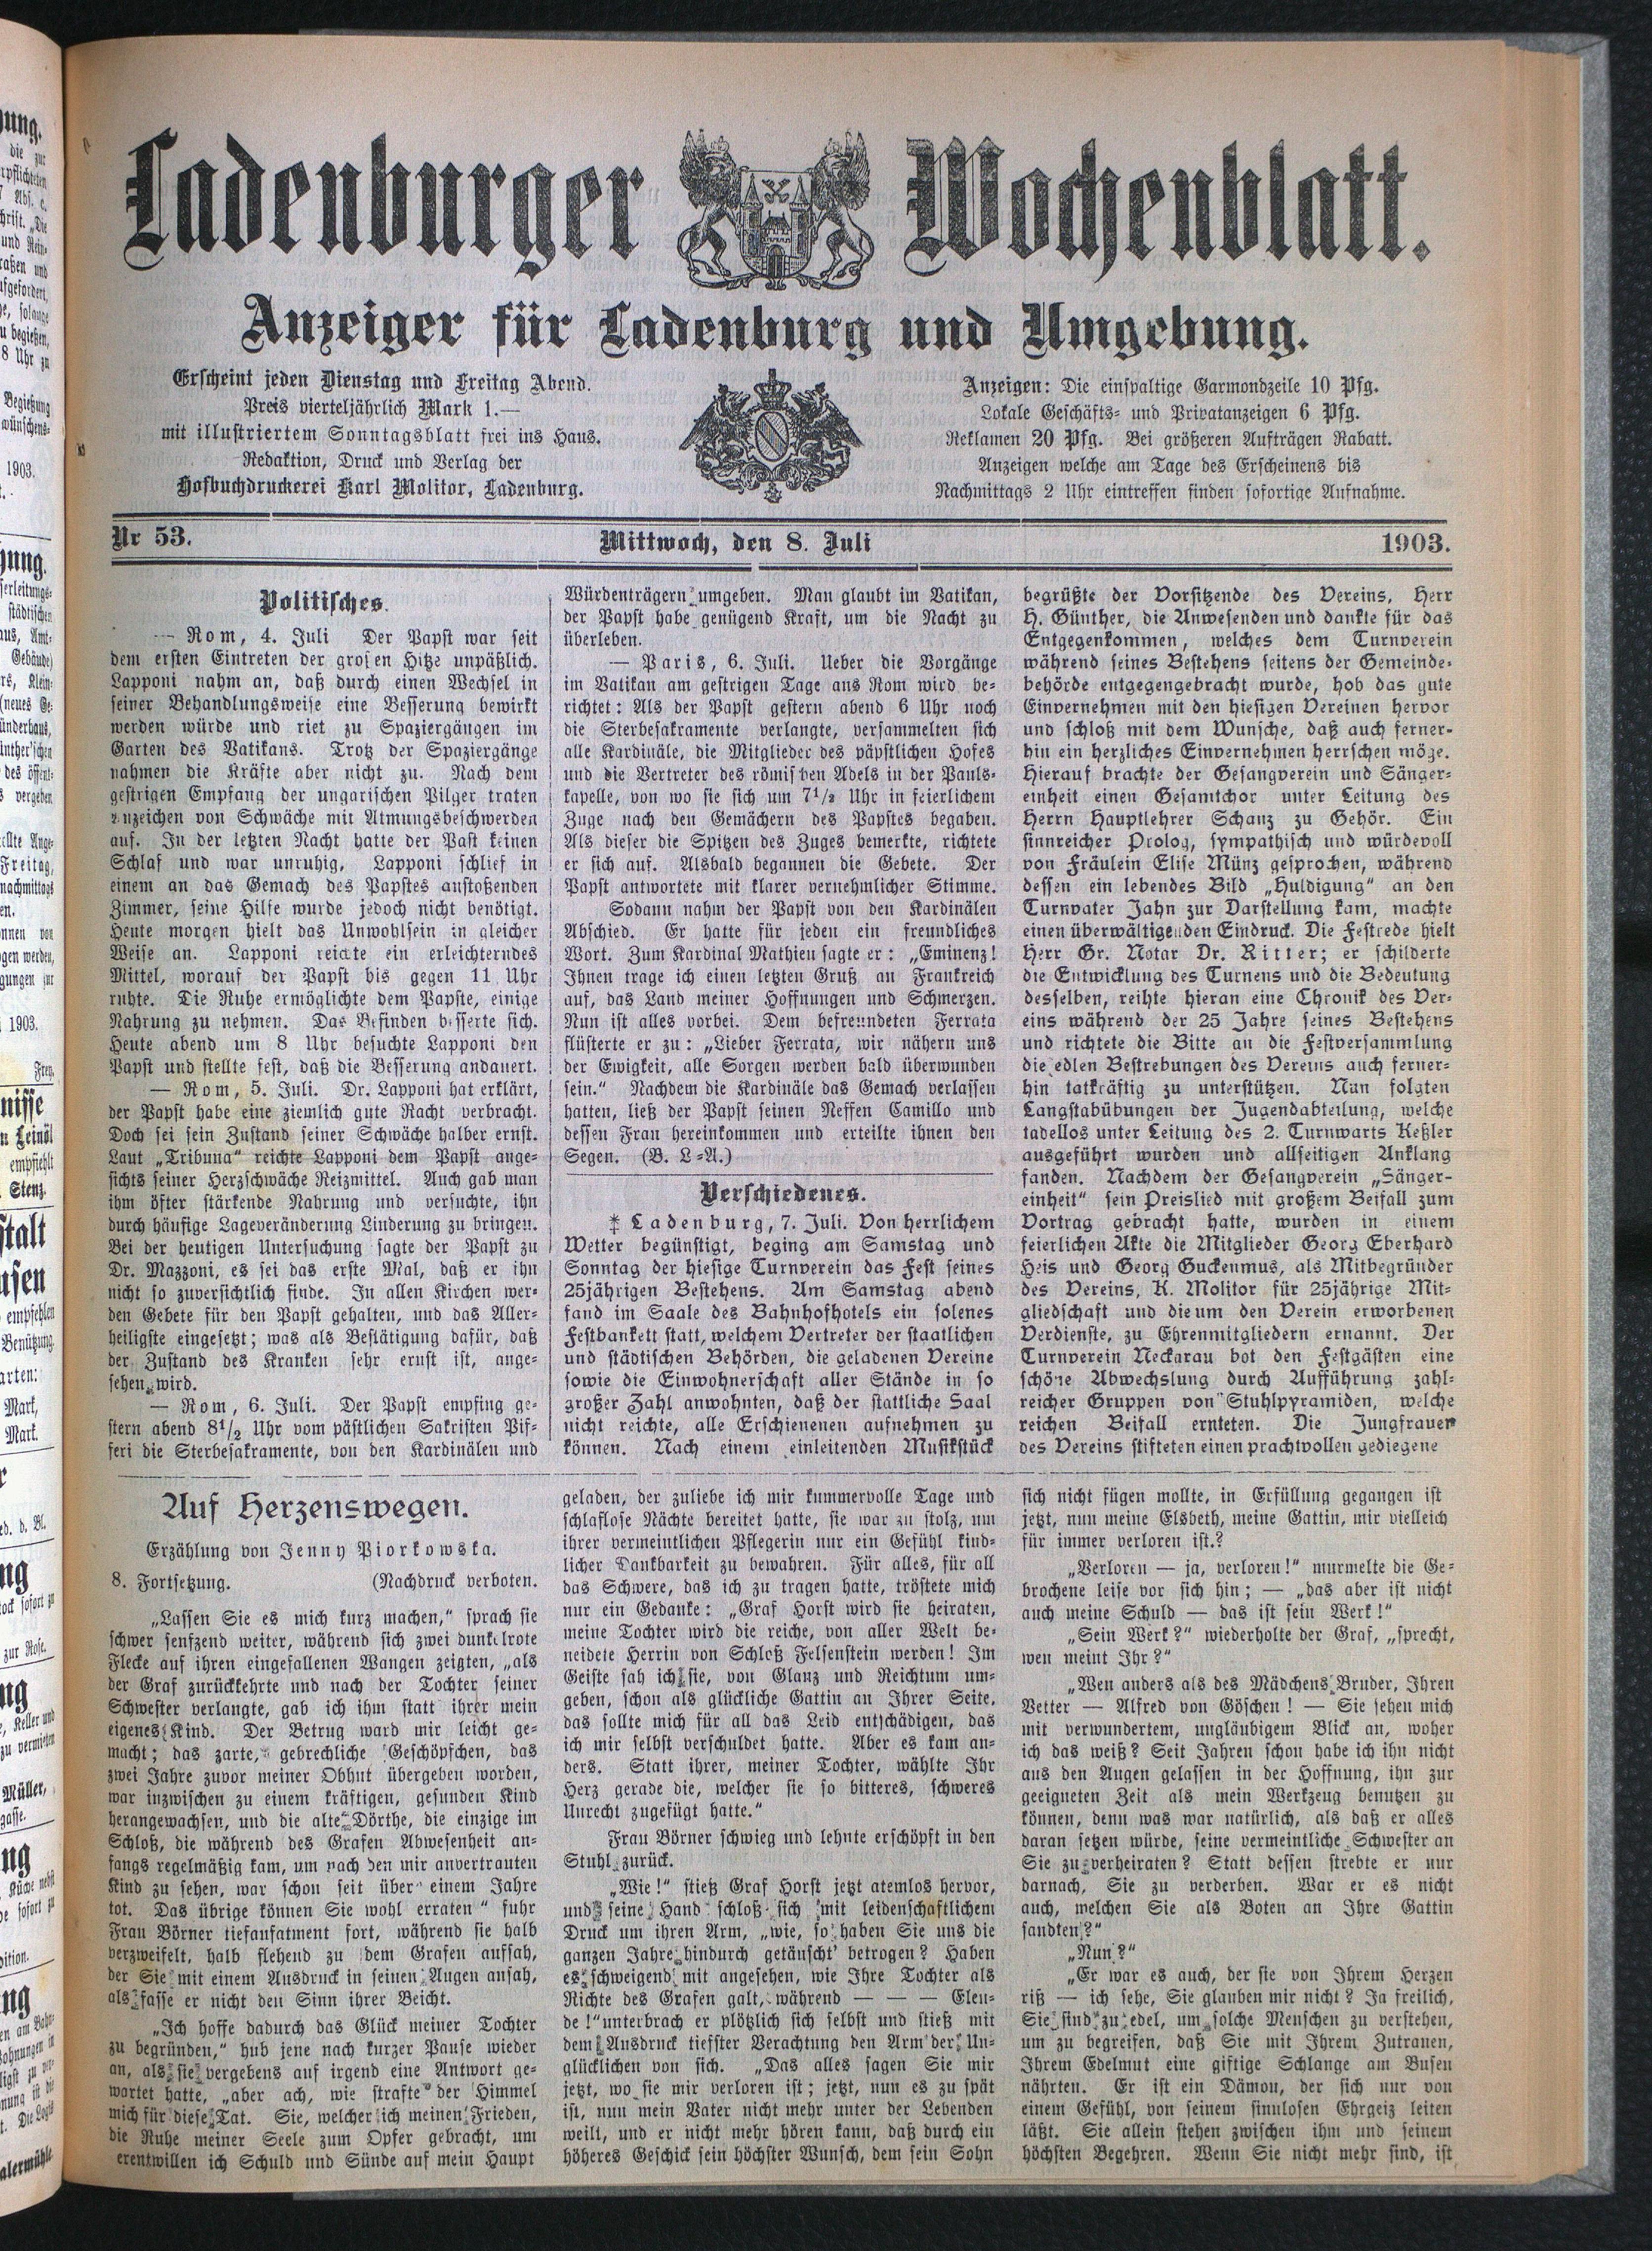 Ladenburger Wochenblatt.
Anzeiger für Ladenburg und Umgebung.
Erscheint jeden Dienstag und Freitag Abend.
Preis vierteljährlich Mark 1.—
mit illustriertem Sonntagsblatt frei ins Haus.
Redaktion, Druck und Verlag der
Hofbuchdruckerei Karl Molitor, Ladenburg.
Anzeigen: Die einspaltige Garmondzeile 10 Pfg.
Lokale Geschäfts- und Privatanzeigen 6 Pfg.
Reklamen 20 Pfg. Bei größeren Aufträgen Rabatt.
Anzeigen welche am Tage des Erscheinens bis
Nachmittags 2 Uhr eintreffen finden sofortige Aufnahme.
Nr 53. Mittwoch, den 8. Juli 1903.
Politisches.
— Rom, 4. Juli Der Papst war seit
dem ersten Eintreten der großen Hitze unpäßlich.
Lapponi nahm an, daß durch einen Wechsel in
seiner Behandlungsweise eine Besserung bewirkt
werden würde und riet zu Spaziergängen im
Garten des Vatikans. Trotz der Spaziergänge
nahmen die Kräfte aber nicht zu. Nach dem
gestrigen Empfang der ungarischen Pilger traten
Anzeichen von Schwäche mit Atmungsbeschwerden
auf. In der letzten Nacht hatte der Past keinen
Schlaf und war unruhig. Lapponi schlief in
einem an das Gemach des Papstes anstoßenden
Zimmer, seine Hilfe wurde jedoch nicht benötigt.
Heute morgen hielt das Unwohlsein in gleicher
Weise an. Lapponi reichte ein erleichterndes
Mittel, worauf der Papst bis gegen 11 Uhr
ruhte. Die Ruhe ermöglichte dem Papste, einige
Nahrung zu nehmen. Das Befinden besserte sich.
Heute abend um 8 Uhr besuchte Lapponi den
Papst und stellte fest, daß die Besserung andauert.
— Rom, 5. Juli. Dr. Lapponi hat erklärt,
der Papst habe eine ziemlich gute Nacht verbracht.
Doch sei sein Zustand seiner Schwäche halber ernst.
Laut „Tribuna“ reichte Lapponi dem Papst ange-
sichts seiner Herzschwäche Reizmittel. Auch gab man
ihm öfter stärkende Nahrung und versuchte, ihn
durch häufige Lageveränderung Linderung zu bringen.
Bei der heutigen Untersuchung sagte der Papst zu
Dr. Mazzoni, es sei das erste Mal, daß er ihn
nicht so zuversichtlich finde. In allen Kirchen wer-
den Gebete für den Papst gehalten, und das Aller-
heiligste eingesetzt; was als Bestätigung dafür, daß
der Zustand des Kranken sehr ernst ist, ange-
sehen wird.
— Rom, 6. Juli. Der Papst empfing ge-
stern abend 8½ Uhr vom pästlichen Sakristen Pif-
feri die Sterbesakramente, von den Kardinälen und
Würdenträgern umgeben. Man glaubt im Vatikan,
der Papst habe genügend Kraft, um die Nacht zu
überleben.
— Paris, 6. Juli. Ueber die Vorgänge
im Vatikan am gestrigen Tage aus Rom wird be-
richtet: Als der Papst gestern abend 6 Uhr noch
die Sterbesakramente verlangte, versammelten sich
alle Kardinäle, die Mitglieder des päpstlichen Hofes
und die Vertreter des römischen Adels in der Pauls-
kapelle, von wo sie sich um 7½ Uhr in feierlichem
Zuge nach den Gemächern des Papstes begaben.
Als dieser die Spitzen des Zuges bemerkte, richtete
er sich auf. Alsbald begannen die Gebete. Der
Papst antwortete mit klarer vernehmlicher Stimme.
Sodann nahm der Papst von den Kardinälen
Abschied. Er hatte für jeden ein freundliches
Wort. Zum Kardinal Mathien sagte er: „Eminenz!
Ihnen trage ich einen letzten Gruß an Frankreich
auf, das Land meiner Hoffnungen und Schmerzen.
Nun ist alles vorbei. Dem befreundeten Ferrata
flüsterte er zu: „Lieber Ferrata, wir nähern uns
der Ewigkeit, alle Sorgen werden bald überwunden
sein.“ Nachdem die Kardinäle das Gemach verlassen
hatten, ließ der Papst seinen Neffen Camillo und
dessen Frau hereinkommen und erteilte ihnen den
Segen. (B. L-A.)
Verschiedenes.
‡ Ladenburg, 7. Juli. Von herrlichem
Wetter begünstigt, beging am Samstag und
Sonntag der hiesige Turnverein das Fest seines
25jährigen Bestehens. Am Samstag abend
fand im Saale des Bahnhofhotels ein solenes
Festbankett statt, welchem Vertreter der staatlichen
und städtischen Behörden, die geladenen Vereine
sowie die Einwohnerschaft aller Stände in so
großer Zahl anwohnten, daß der stattliche Saal
nicht reichte, alle Erschienenen aufnehmen zu
können. Nach einem einleitenden Musikstück
begrüßte der Vorsitzende des Vereins, Herr
H. Günther, die Anwesenden und dankte für das
Entgegenkommen, welches dem Turnverein
während seines Bestehens seitens der Gemeinde-
behörde entgegengebracht wurde, hob das gute
Einvernehmen mit den hiesigen Vereinen hervor
und schloß mit dem Wunsche, daß auch ferner-
hin ein herzliches Einvernehmen herrschen möge.
Hierauf brachte der Gesangverein und Sänger-
einheit einen Gesamtchor unter Leitung des
Herrn Hauptlehrer Schanz zu Gehör. Ein
sinnreicher Prolog, sympathisch und würdevoll
von Fräulein Elise Münz gesprochen, während
dessen ein lebendes Bild „Huldigung“ an den
Turnvater Jahn zur Darstellung kam, machte
einen überwältigenden Eindruck. Die Festrede hielt
Herr Gr. Notar Dr. Ritter; er schilderte
die Entwicklung des Turnens und die Bedeutung
desselben, reihte hieran eine Chronik des Ver-
eins während der 25 Jahre seines Bestehens
und richtete die Bitte an die Festversammlung
die edlen Bestrebungen des Vereins auch ferner-
hin tatkräftig zu unterstützen. Nun folgten
Langstabübungen der Jugendabteilung, welche
tadellos unter Leitung des 2. Turnwarts Keßler
ausgeführt wurden und allseitigen Anklang
fanden. Nachdem der Gesangverein „Sänger-
einheit“ sein Preislied mit großem Beifall zum
Vortrag gebracht hatte, wurden in einem
feierlichen Akte die Mitglieder Georg Eberhard
Heis und Georg Guckenmus, als Mitbegründer
des Vereins, K. Molitor für 25jährige Mit-
gliedschaft und die um den Verein erworbenen
Verdienste, zu Ehrenmitgliedern ernannt. Der
Turnverein Neckarau bot den Festgästen eine
schöne Abwechslung durch Aufführung zahl-
reicher Gruppen von Stuhlpyramiden, welche
reichen Beifall ernteten. Die Jungfrauen
des Vereins stifteten einen prachtvollen gediegene
Auf Herzenswegen.
Erzählung von Jenny Piorkowska.
8. Fortsetzung. (Nachdruck verboten.
„Lassen Sie es mich kurz machen,“ sprach sie
schwer seufzend weiter, während sich zwei dunkelrote
Flecke auf ihren eingefallenen Wangen zeigten, „als
der Graf zurückkehrte und nach der Tochter seiner
Schwester verlangte, gab ich ihm statt ihrer mein
eigenes Kind. Der Betrug ward mir leicht ge-
macht; das zarte, gebrechliche Geschöpfchen, das
zwei Jahre zuvor meiner Obhut übergeben worden,
war inzwischen zu einem kräftigen, gesunden Kind
herangewachsen, und die alte Dörthe, die einzige im
Schloß, die während des Grafen Abwesenheit an-
fangs regelmäßig kam, um nach den mir anvertrauten
Kind zu sehen, war schon seit über einem Jahre
tot. Das übrige können Sie wohl erraten“ fuhr
Frau Börner tiefaufatment fort, während sie halb
verzweifelt, halb flehend zu dem Grafen aufsah,
der Sie mit einem Ausdruck in seinen Augen ansah,
als fasse er nicht den Sinn ihrer Beicht.
„Ich hoffe dadurch das Glück meiner Tochter
zu begründen,“ hub jene nach kurzer Pause wieder
an, als sie vergebens auf irgend eine Antwort ge-
wartet hatte, „aber ach, wie strafte der Himmel
mich für diese Tat. Sie, welcher ich meinen Frieden,
die Ruhe meiner Seele zum Opfer gebracht, um
erentwillen ich Schuld und Sünde auf mein Haupt
geladen, der zuliebe ich mir kummervolle Tage und
schlaflose Nächte bereitet hatte, sie war zu stolz, um
ihrer vermeintlichen Pflegerin nur ein Gefühl kind-
licher Dankbarkeit zu bewahren. Für alles, für all
das Schwere, das ich zu tragen hatte, tröstete mich
nur ein Gedanke: „Graf Horst wird sie heiraten,
meine Tochter wird die reiche, von aller Welt be-
neidete Herrin von Schloß Felsenstein werden! Im
Geiste sah ich sie, von Glanz und Reichtum um-
geben, schon als glückliche Gattin an Ihrer Seite,
das sollte mich für all das Leid entschädigen, das
ich mir selbst verschuldet hatte. Aber es kam an-
ders. Statt ihrer, meiner Tochter, wählte Ihr
Herz gerade die, welcher sie so bitteres, schweres
Unrecht zugefügt hatte.“
Frau Börner schwieg und lehnte erschöpft in den
Stuhl zurück.
„Wie!“ stieß Graf Horst jetzt atemlos hervor,
und seine Hand schloß sich mit leidenschaftlichem
Druck um ihren Arm, „wie, so haben Sie uns die
ganzen Jahre hindurch getäuscht' betrogen? Haben
es schweigend mit angesehen, wie Ihre Tochter als
Nichte des Grafen galt, während — — — Elen-
de!“ unterbrach er plötzlich sich selbst und stieß mit
dem Ausdruck tiefster Verachtung den Arm der Un-
glücklichen von sich. „Das alles sagen Sie mir
jetzt, wo sie mir verloren ist; jetzt, nun es zu spät
ist, nun mein Vater nicht mehr unter der Lebenden
weilt, und er nicht mehr hören kann, daß durch ein
höheres Geschick sein höchster Wunsch, dem sein Sohn
sich nicht fügen mollte, in Erfüllung gegangen ist
jetzt, nun meine Elsbeth, meine Gattin, mir vielleich
für immer verloren ist.?
„Verloren — ja, verloren!“ murmelte die Ge-
brochene leise vor sich hin; — „das aber ist nicht
auch meine Schuld — das ist sein Werk!“
„Sein Werk?“ wiederholte der Graf, „sprecht,
wen meint Ihr?“
„Wen anders als des Mädchens Bruder, Ihren
Vetter — Alfred von Göschen! — Sie sehen mich
mit verwundertem, ungläubigem Blick an, woher
ich das weiß? Seit Jahren schon habe ich ihn nicht
aus den Augen gelassen in der Hoffnung, ihn zur
geeigneten Zeit als mein Werkzeug benutzen zu
können, denn was war natürlich, als daß er alles
daran setzen würde, seine vermeintliche Schwester an
Sie zu verheiraten? Statt dessen strebte er nur
darnach, Sie zu verderben. War er es nicht
auch, welchen Sie als Boten an Ihre Gattin
sandten?“
„Nun?“
„Er war es auch, der sie von Ihrem Herzen
riß — ich sehe, Sie glauben mir nicht? Ja freilich,
Sie sind zu edel, um solche Menschen zu verstehen,
um zu begreifen, daß Sie mit Ihrem Zutrauen,
Ihrem Edelmut eine giftige Schlange am Busen
nährten. Er ist ein Dämon, der sich nur von
einem Gefühl, von seinem sinnlosen Ehrgeiz leiten
läßt. Sie allein stehen zwischen ihm und seinem
höchsten Begehren. Wenn Sie nicht mehr sind, ist